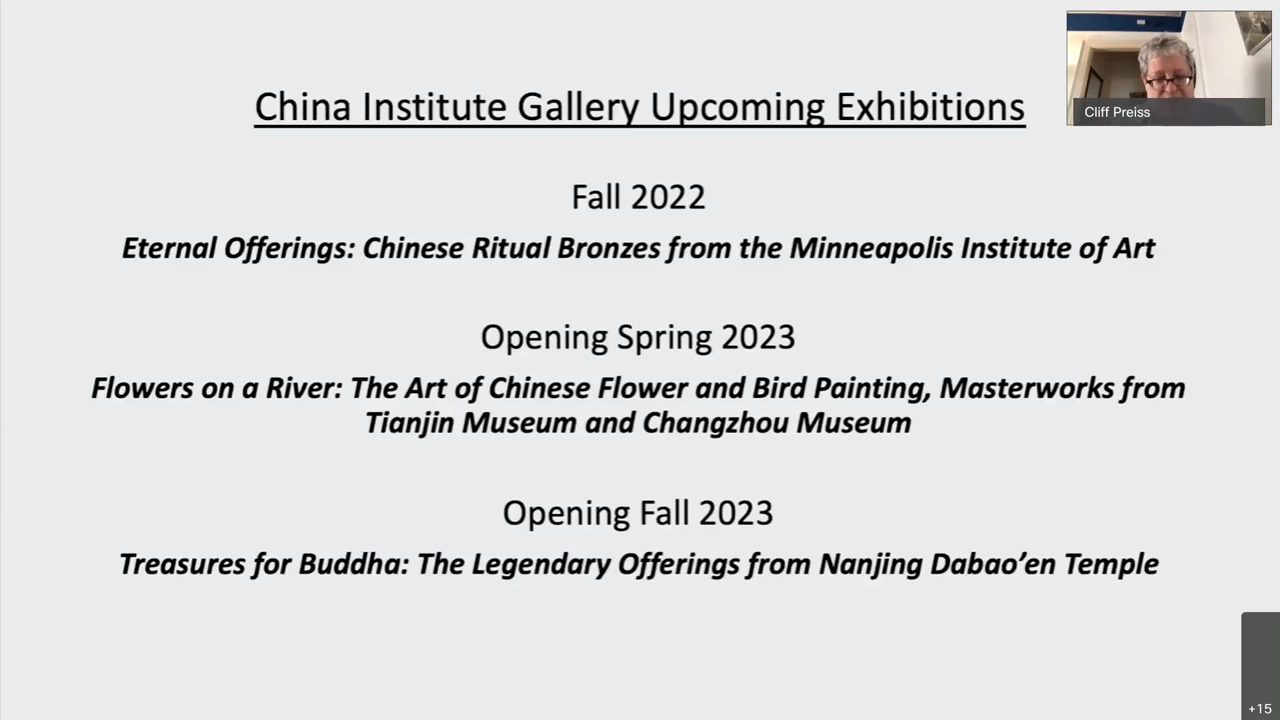 China Institute Gallery Upcoming Exhibitions
Cliff Preiss
Fall 2022
Eternal Offerings: Chinese Ritual Bronzes from the Minneapolis Institute of Art
Opening Spring 2023
Flowers on a River: The Art of Chinese Flower and Bird Painting, Masterworks from
Tianjin Museum and Changzhou Museum
Opening Fall 2023
Treasures for Buddha: The Legendary Offerings from Nanjing Dabao’en Temple
+15